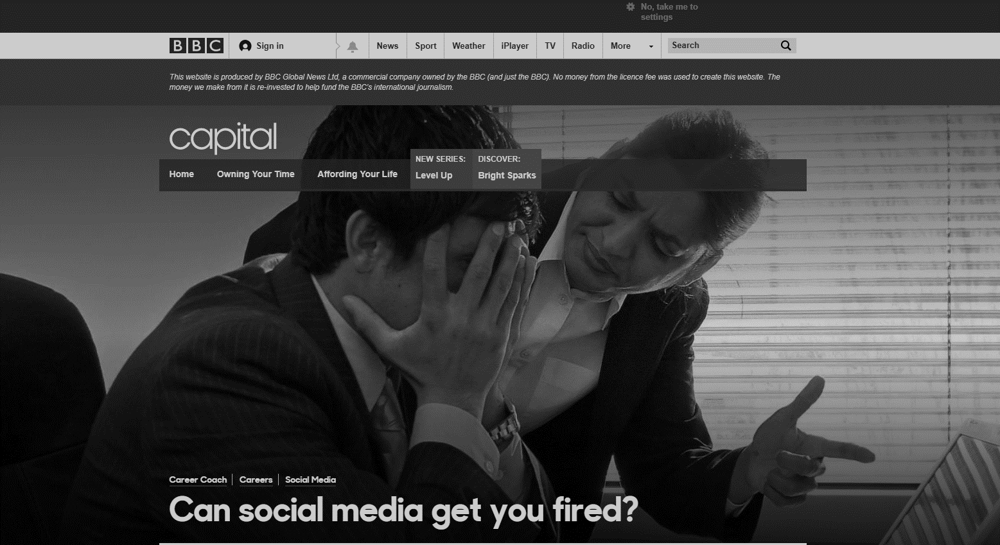 No, take me to
settings
BBC
Sign in
News
Sport
Weather
iPlayer
TV
Radio
More
Search
This website is produced by BBC Global News Ltd, a commercial company owned by the BBC (and just the BBC). No money from the licence fee was used to create this website. The
money we make from it is re-invested to help fund the BBC's international journalism.
capital
Home
Owning Your Time
Affording Your Life
NEW SERIES:
Level Up
DISCOVER:
Bright Sparks
Career Coach
Careers
Social Media
Can social media get you fired?